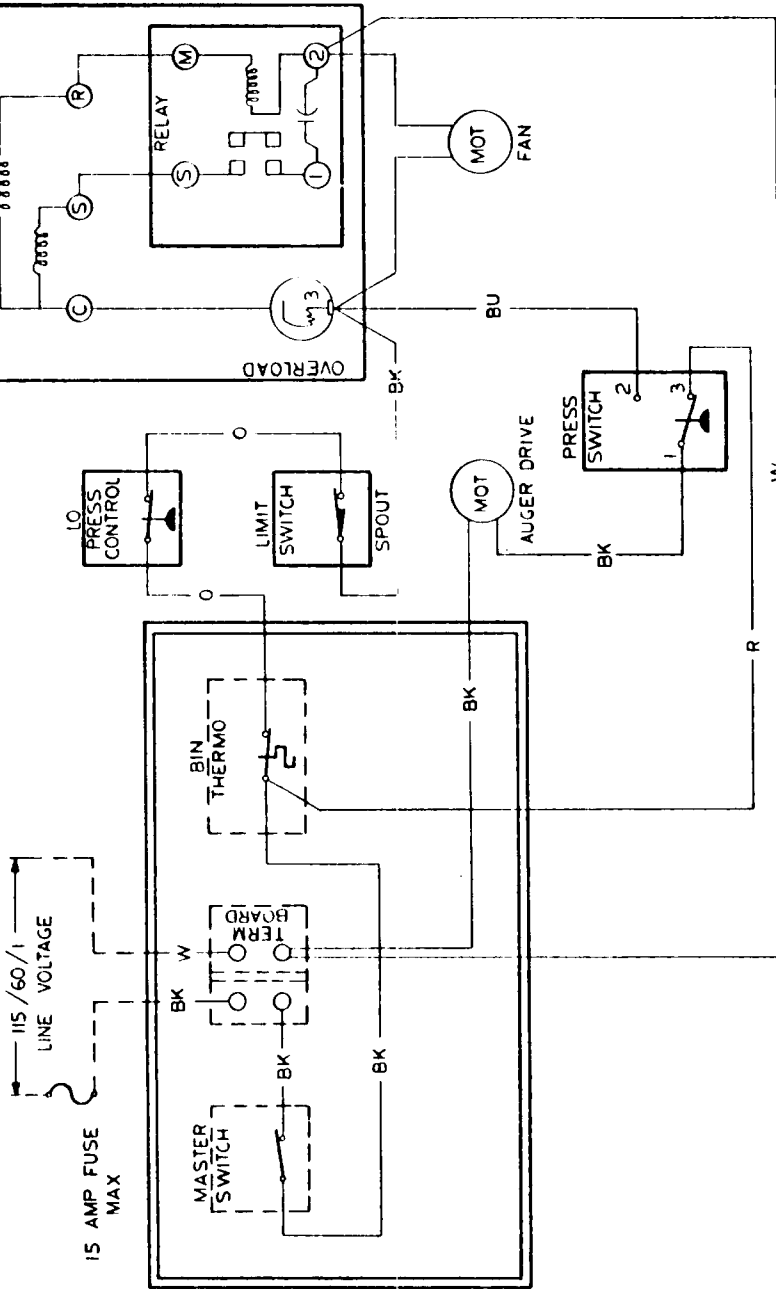 115/60/1
LINE VOLTAGE
15 AMP FUSE
MAX
BK
W
TERM
BOARD
MASTER
SWITCH
BK
BK
BIN
THERMO
BK
O
LO
PRESS
CONTROL
LIMIT
SWITCH
SPOUT
O
BK
MOT
AUGER DRIVE
BK
PRESS
SWITCH
1
2
3
R
W
BU
OVERLOAD
C
S
R
3
RELAY
M
S
1
2
MOT
FAN